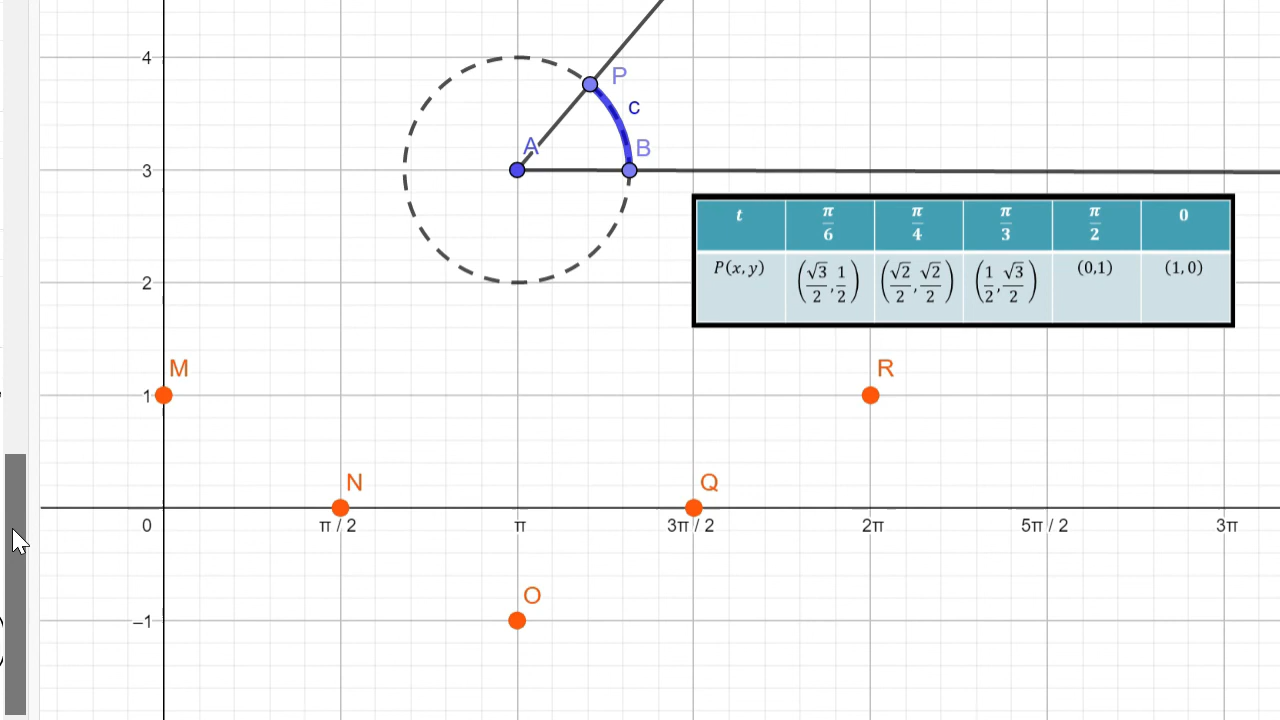 4
P
c
A
B
3
t π/6 π/4 π/3 π/2 0
P(x,y) (√3/2, 1/2) (√2/2, √2/2) (1/2, √3/2) (0,1) (1,0)
2
M
R
1
N
Q
0 π / 2 π 3π / 2 2π 5π / 2 3π
O
–1